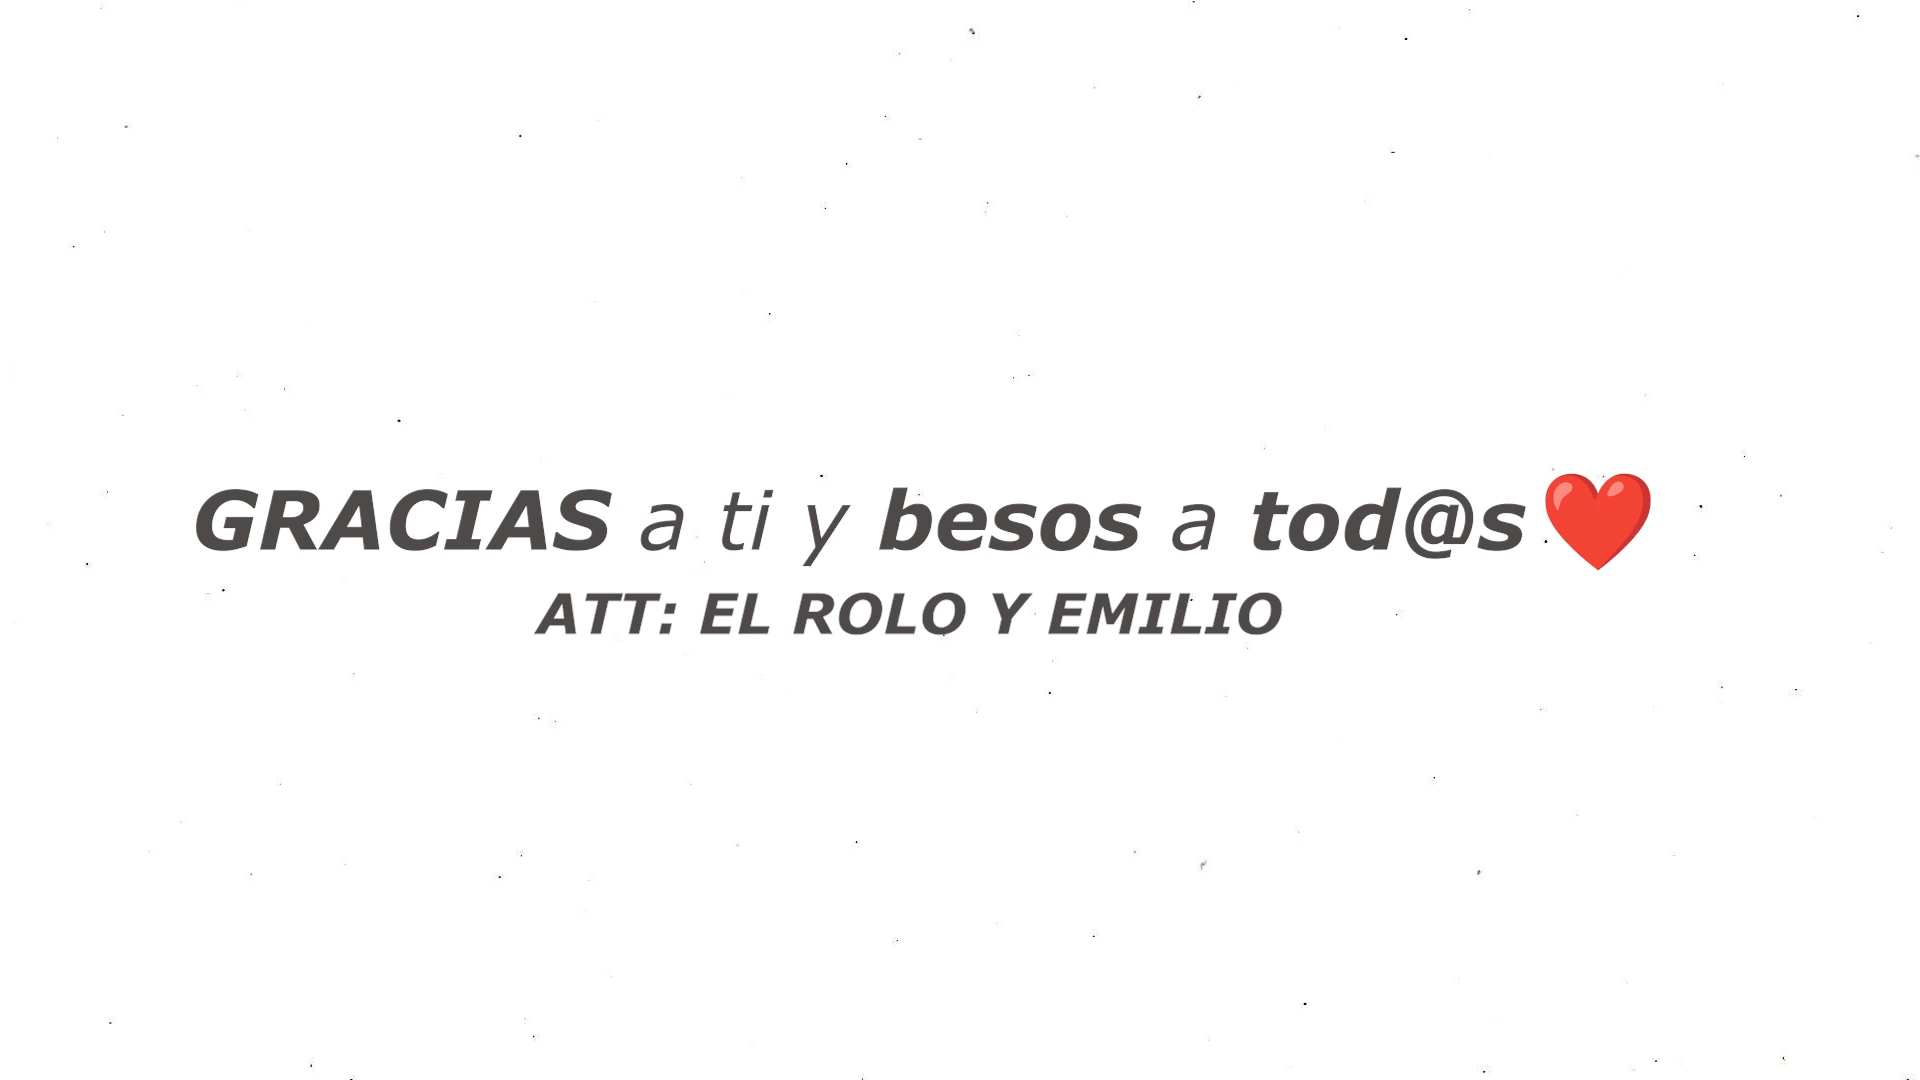 GRACIAS a ti y besos a tod@s ❤️
ATT: EL ROLO Y EMILIO